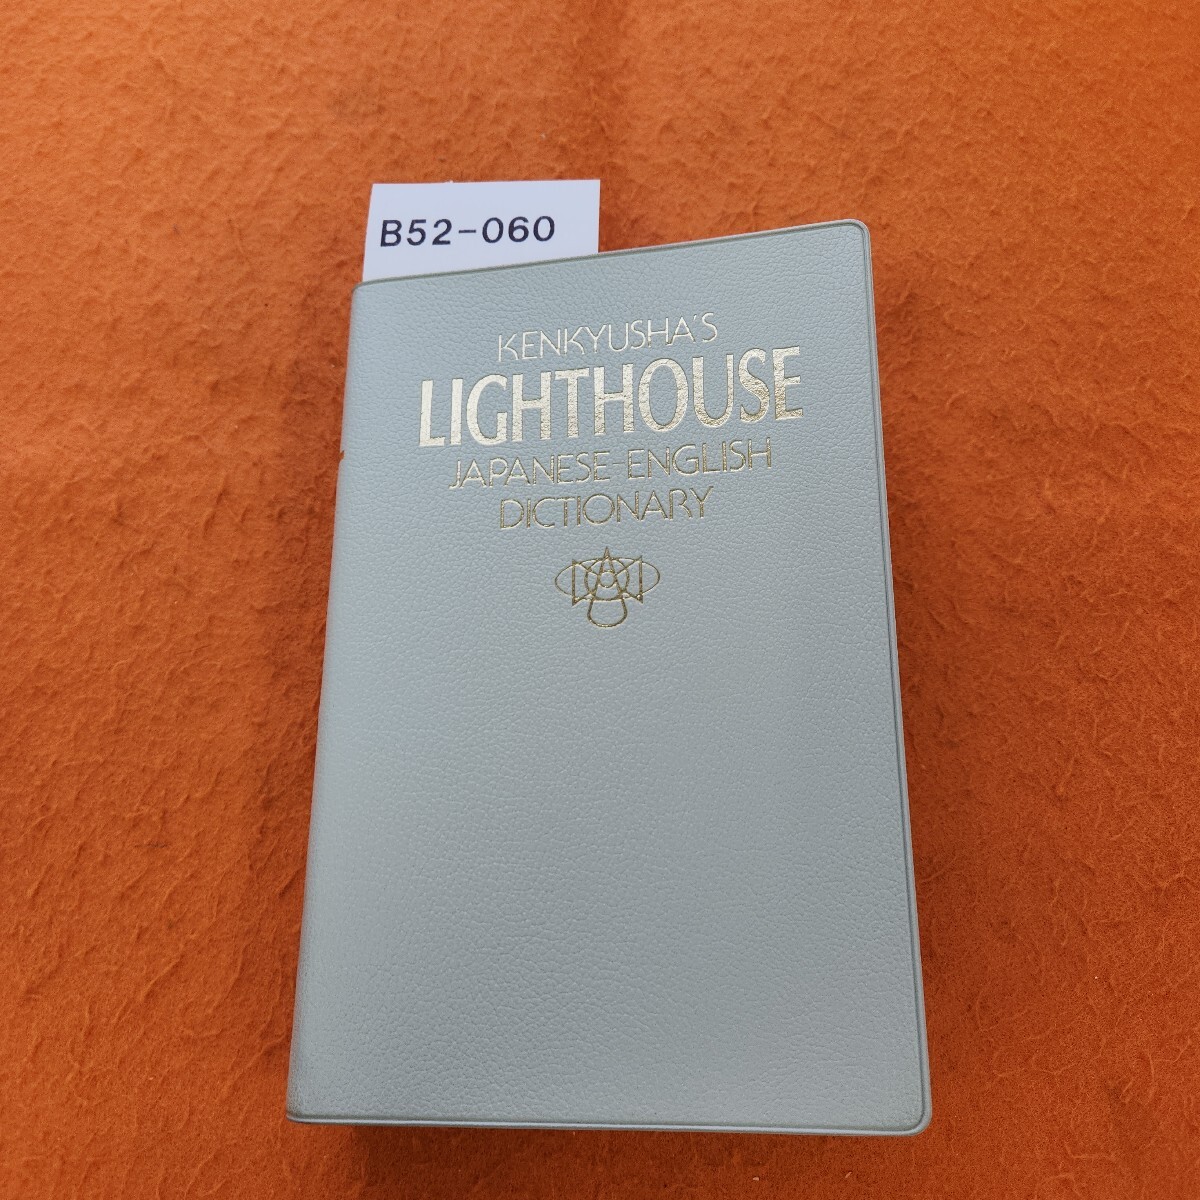 B52-060
KENKYUSHA'S
LIGHTHOUSE
JAPANESE-ENGLISH
DICTIONARY